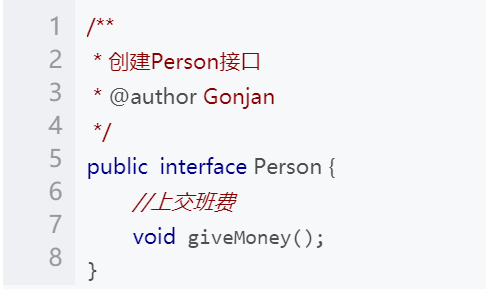 1 /**
2  * 创建Person接口
3  * @author Gonjan
4  */
5 public  interface Person {
6     //上交班费
7     void  giveMoney();
8 }